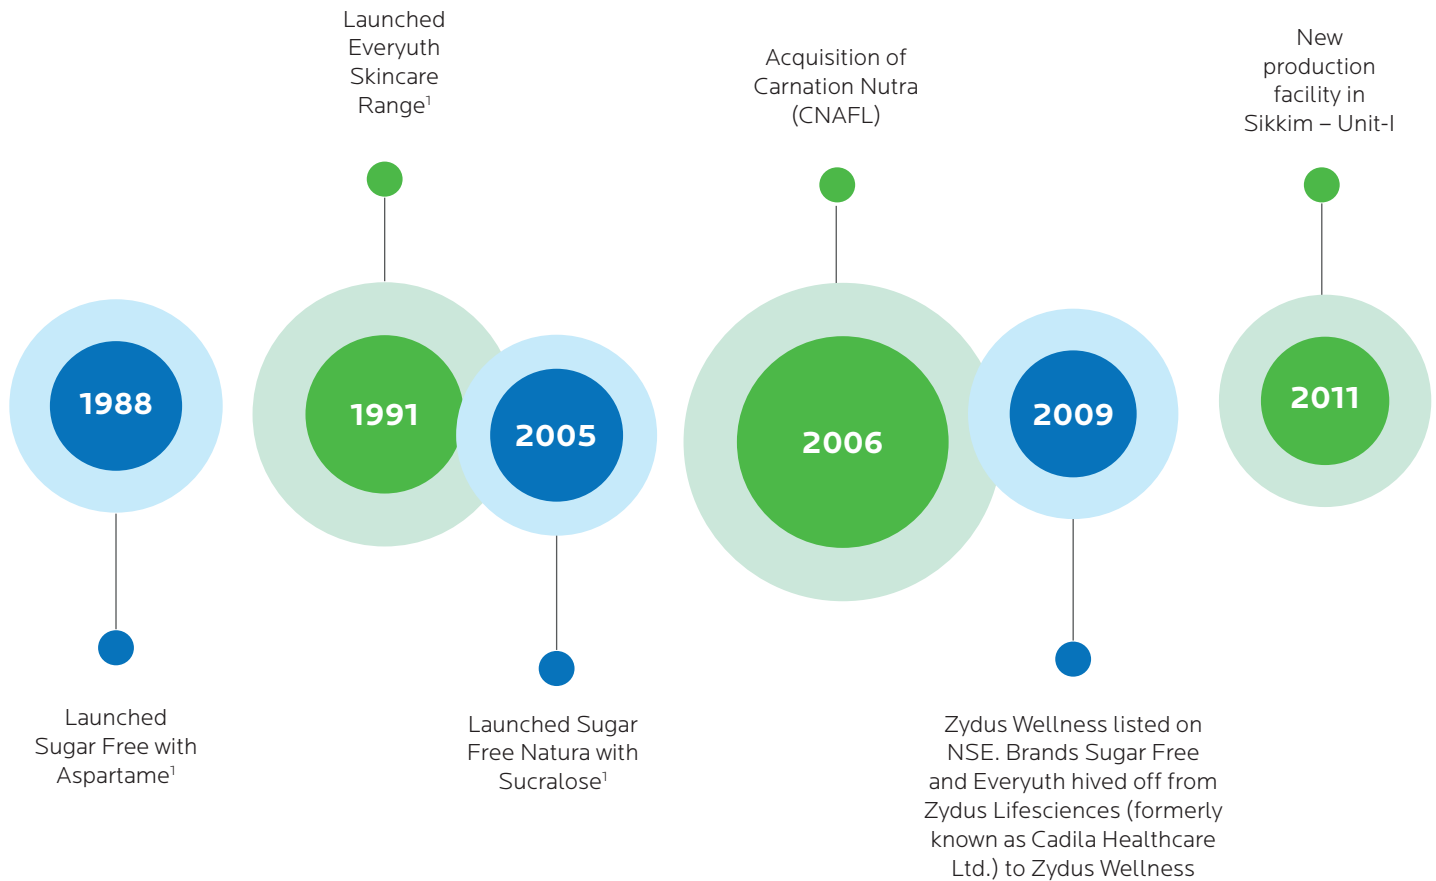 Launched
Everyuth
Skincare
Range¹
Acquisition of
Carnation Nutra
(CNAFL)
New
production
facility in
Sikkim – Unit-I
1988
1991
2005
2006
2009
2011
Launched
Sugar Free with
Aspartame¹
Launched Sugar
Free Natura with
Sucralose¹
Zydus Wellness listed on
NSE. Brands Sugar Free
and Everyuth hived off from
Zydus Lifesciences (formerly
known as Cadila Healthcare
Ltd.) to Zydus Wellness